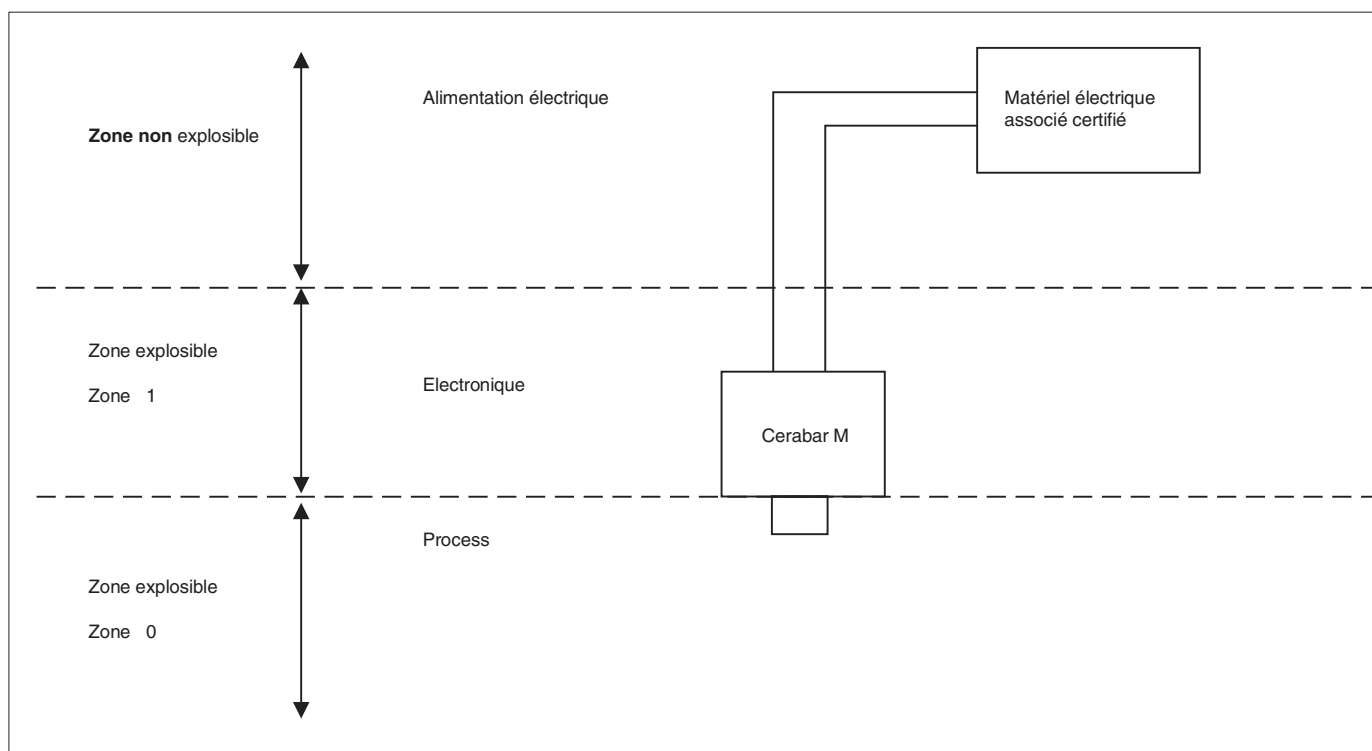 Alimentation électrique
Matériel électrique
associé certifié
Zone non explosible
Zone explosible
Zone 1
Electronique
Cerabar M
Process
Zone explosible
Zone 0